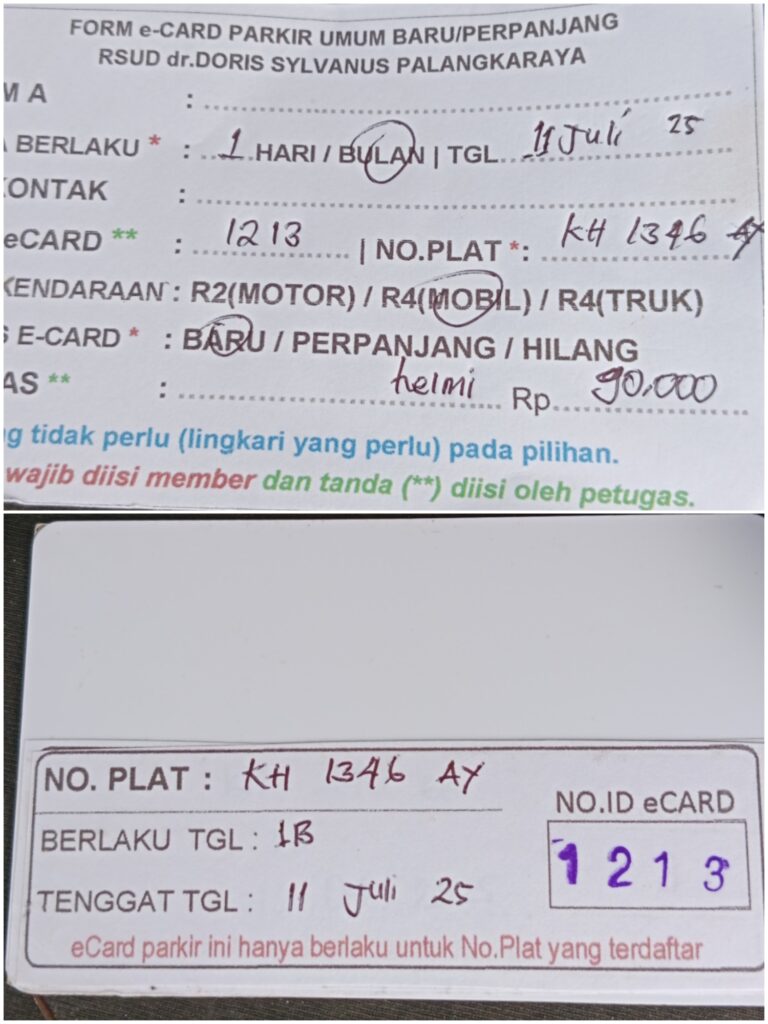 FORM e-CARD PARKIR UMUM BARU/PERPANJANG
RSUD dr.DORIS SYLVANUS PALANGKARAYA
M A : 
BERLAKU * : 1 HARI / BULAN | TGL. 11 Juli 25
KONTAK :
eCARD ** : 1213 | NO.PLAT *: KH 1346 AY
KENDARAAN : R2(MOTOR) / R4(MOBIL) / R4(TRUK)
S E-CARD * : BARU / PERPANJANG / HILANG
AS ** : helmi Rp. 90.000
g tidak perlu (lingkari yang perlu) pada pilihan.
wajib diisi member dan tanda (**) diisi oleh petugas.
NO. PLAT : KH 1346 AY
BERLAKU TGL : 1B
TENGGAT TGL : 11 Juli 25
NO.ID eCARD
1213
eCard parkir ini hanya berlaku untuk No.Plat yang terdaftar